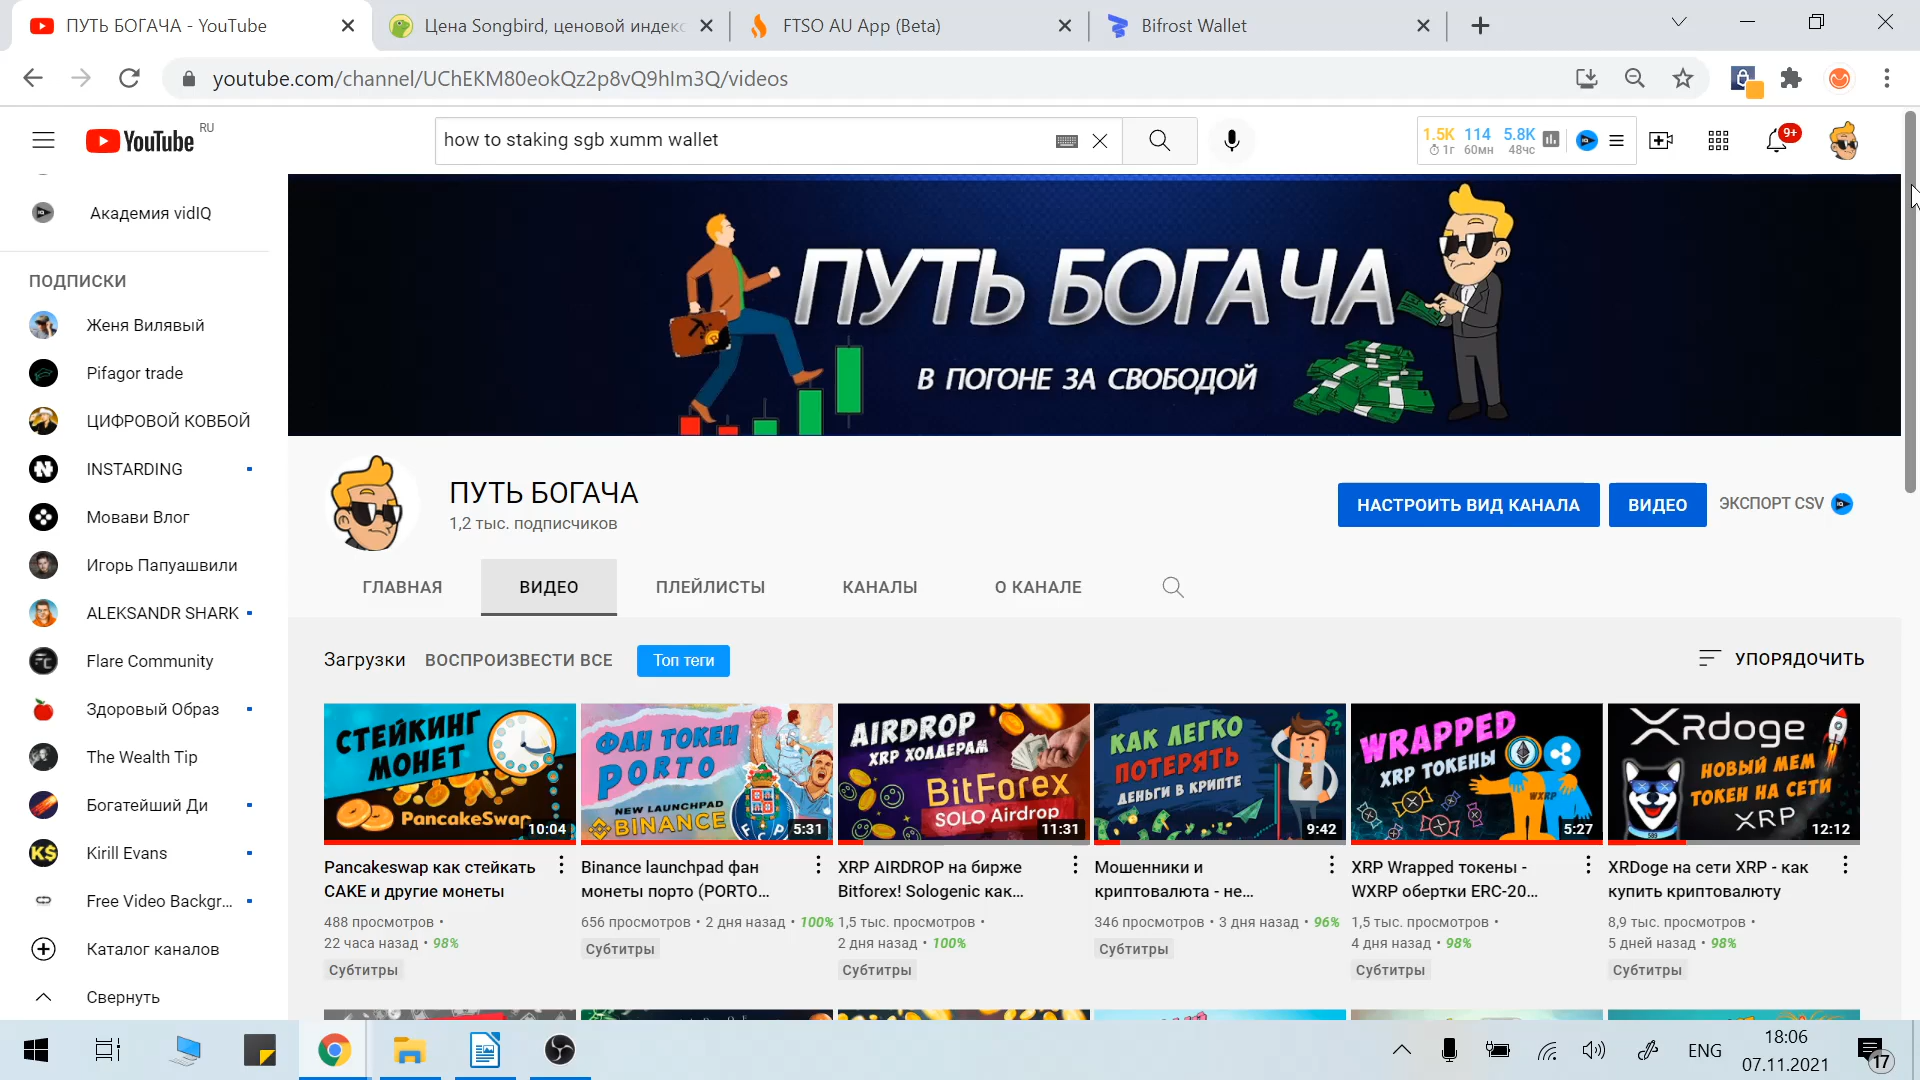 ПУТЬ БОГАЧА - YouTube
Цена Songbird, ценовой индекс
FTSO AU App (Beta)
Bifrost Wallet
youtube.com/channel/UChEKM80eokQz2p8vQ9hIm3Q/videos
YouTube
RU
how to staking sgb xumm wallet
1.5K 114 5.8K
1г 60мн 48чс
9+
Академия vidIQ
ПОДПИСКИ
Женя Вилявый
Pifagor trade
ЦИФРОВОЙ КОВБОЙ
INSTARDING
Мовави Влог
Игорь Папуашвили
ALEKSANDR SHARK
Flare Community
Здоровый Образ
The Wealth Tip
Богатейший Ди
Kirill Evans
Free Video Backgr...
Каталог каналов
Свернуть
ПУТЬ БОГАЧА
В ПОГОНЕ ЗА СВОБОДОЙ
ПУТЬ БОГАЧА
1,2 тыс. подписчиков
НАСТРОИТЬ ВИД КАНАЛА
ВИДЕО
ЭКСПОРТ CSV
ГЛАВНАЯ
ВИДЕО
ПЛЕЙЛИСТЫ
КАНАЛЫ
О КАНАЛЕ
Загрузки
ВОСПРОИЗВЕСТИ ВСЕ
Топ теги
УПОРЯДОЧИТЬ
СТЕЙКИНГ
МОНЕТ
PancakeSwap
10:04
Pancakeswap как стейкать
CAKE и другие монеты
488 просмотров •
22 часа назад • 98%
Субтитры
ФАН ТОКЕН
PORTO
NEW LAUNCHPAD
BINANCE
FCP
5:31
Binance launchpad фан
монеты порто (PORTO...
656 просмотров • 2 дня назад • 100%
Субтитры
AIRDROP
XRP ХОЛДЕРАМ
BitForex
SOLO Airdrop
11:31
XRP AIRDROP на бирже
Bitforex! Sologenic как...
1,5 тыс. просмотров •
2 дня назад • 100%
Субтитры
КАК ЛЕГКО
ПОТЕРЯТЬ
ДЕНЬГИ В КРИПТЕ
9:42
Мошенники и
криптовалюта - не...
346 просмотров • 3 дня назад • 96%
Субтитры
WRAPPED
XRP ТОКЕНЫ
WXRP
5:27
XRP Wrapped токены -
WXRP обертки ERC-20...
1,5 тыс. просмотров •
4 дня назад • 98%
Субтитры
XRdoge
НОВЫЙ МЕМ
ТОКЕН НА СЕТИ
XRP
589
12:12
XRDoge на сети XRP - как
купить криптовалюту
8,9 тыс. просмотров •
5 дней назад • 98%
Субтитры
ENG
18:06
07.11.2021
17